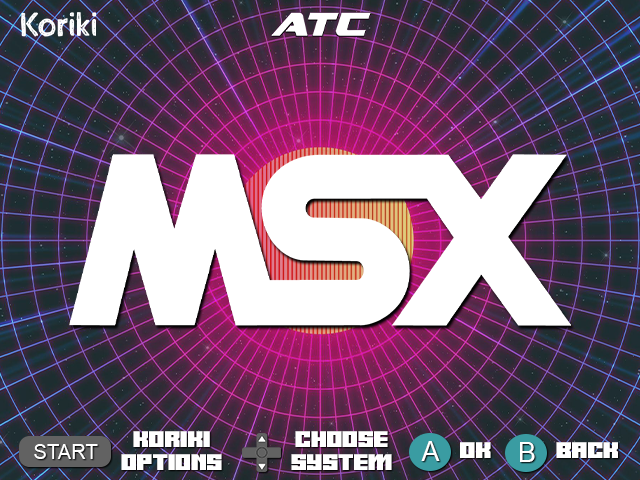 Koriki
ATC
MSX
START
KORIKI
OPTIONS
CHOOSE
SYSTEM
A
OK
B
BACK